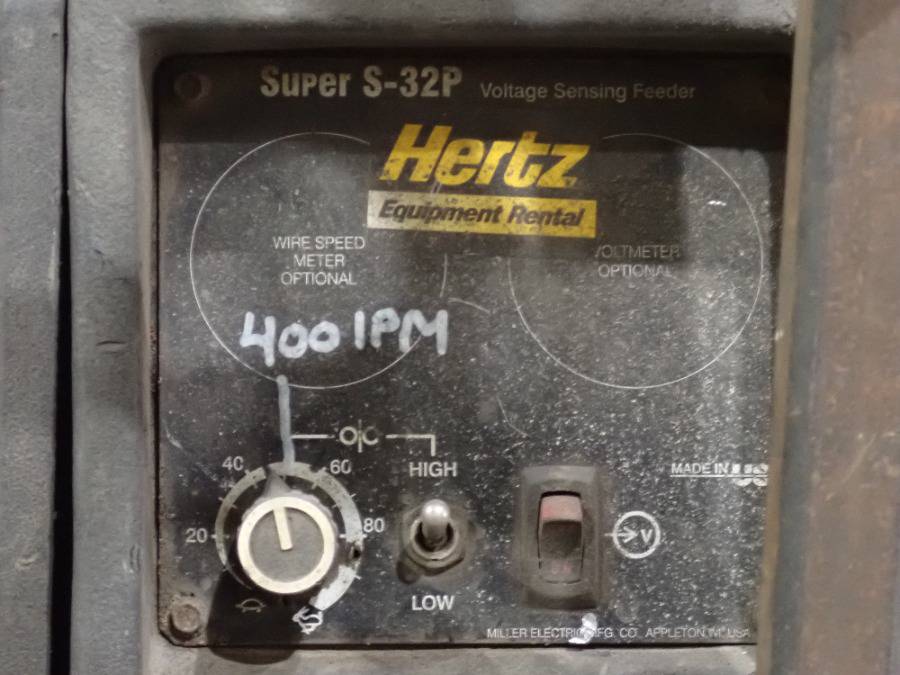 Super S-32P Voltage Sensing Feeder
Hertz
Equipment Rental
WIRE SPEED
METER
OPTIONAL
VOLTMETER
OPTIONAL
400 IPM
40
60
HIGH
MADE IN USA
20
80
V
LOW
MILLER ELECTRIC MFG. CO. APPLETON, WI USA